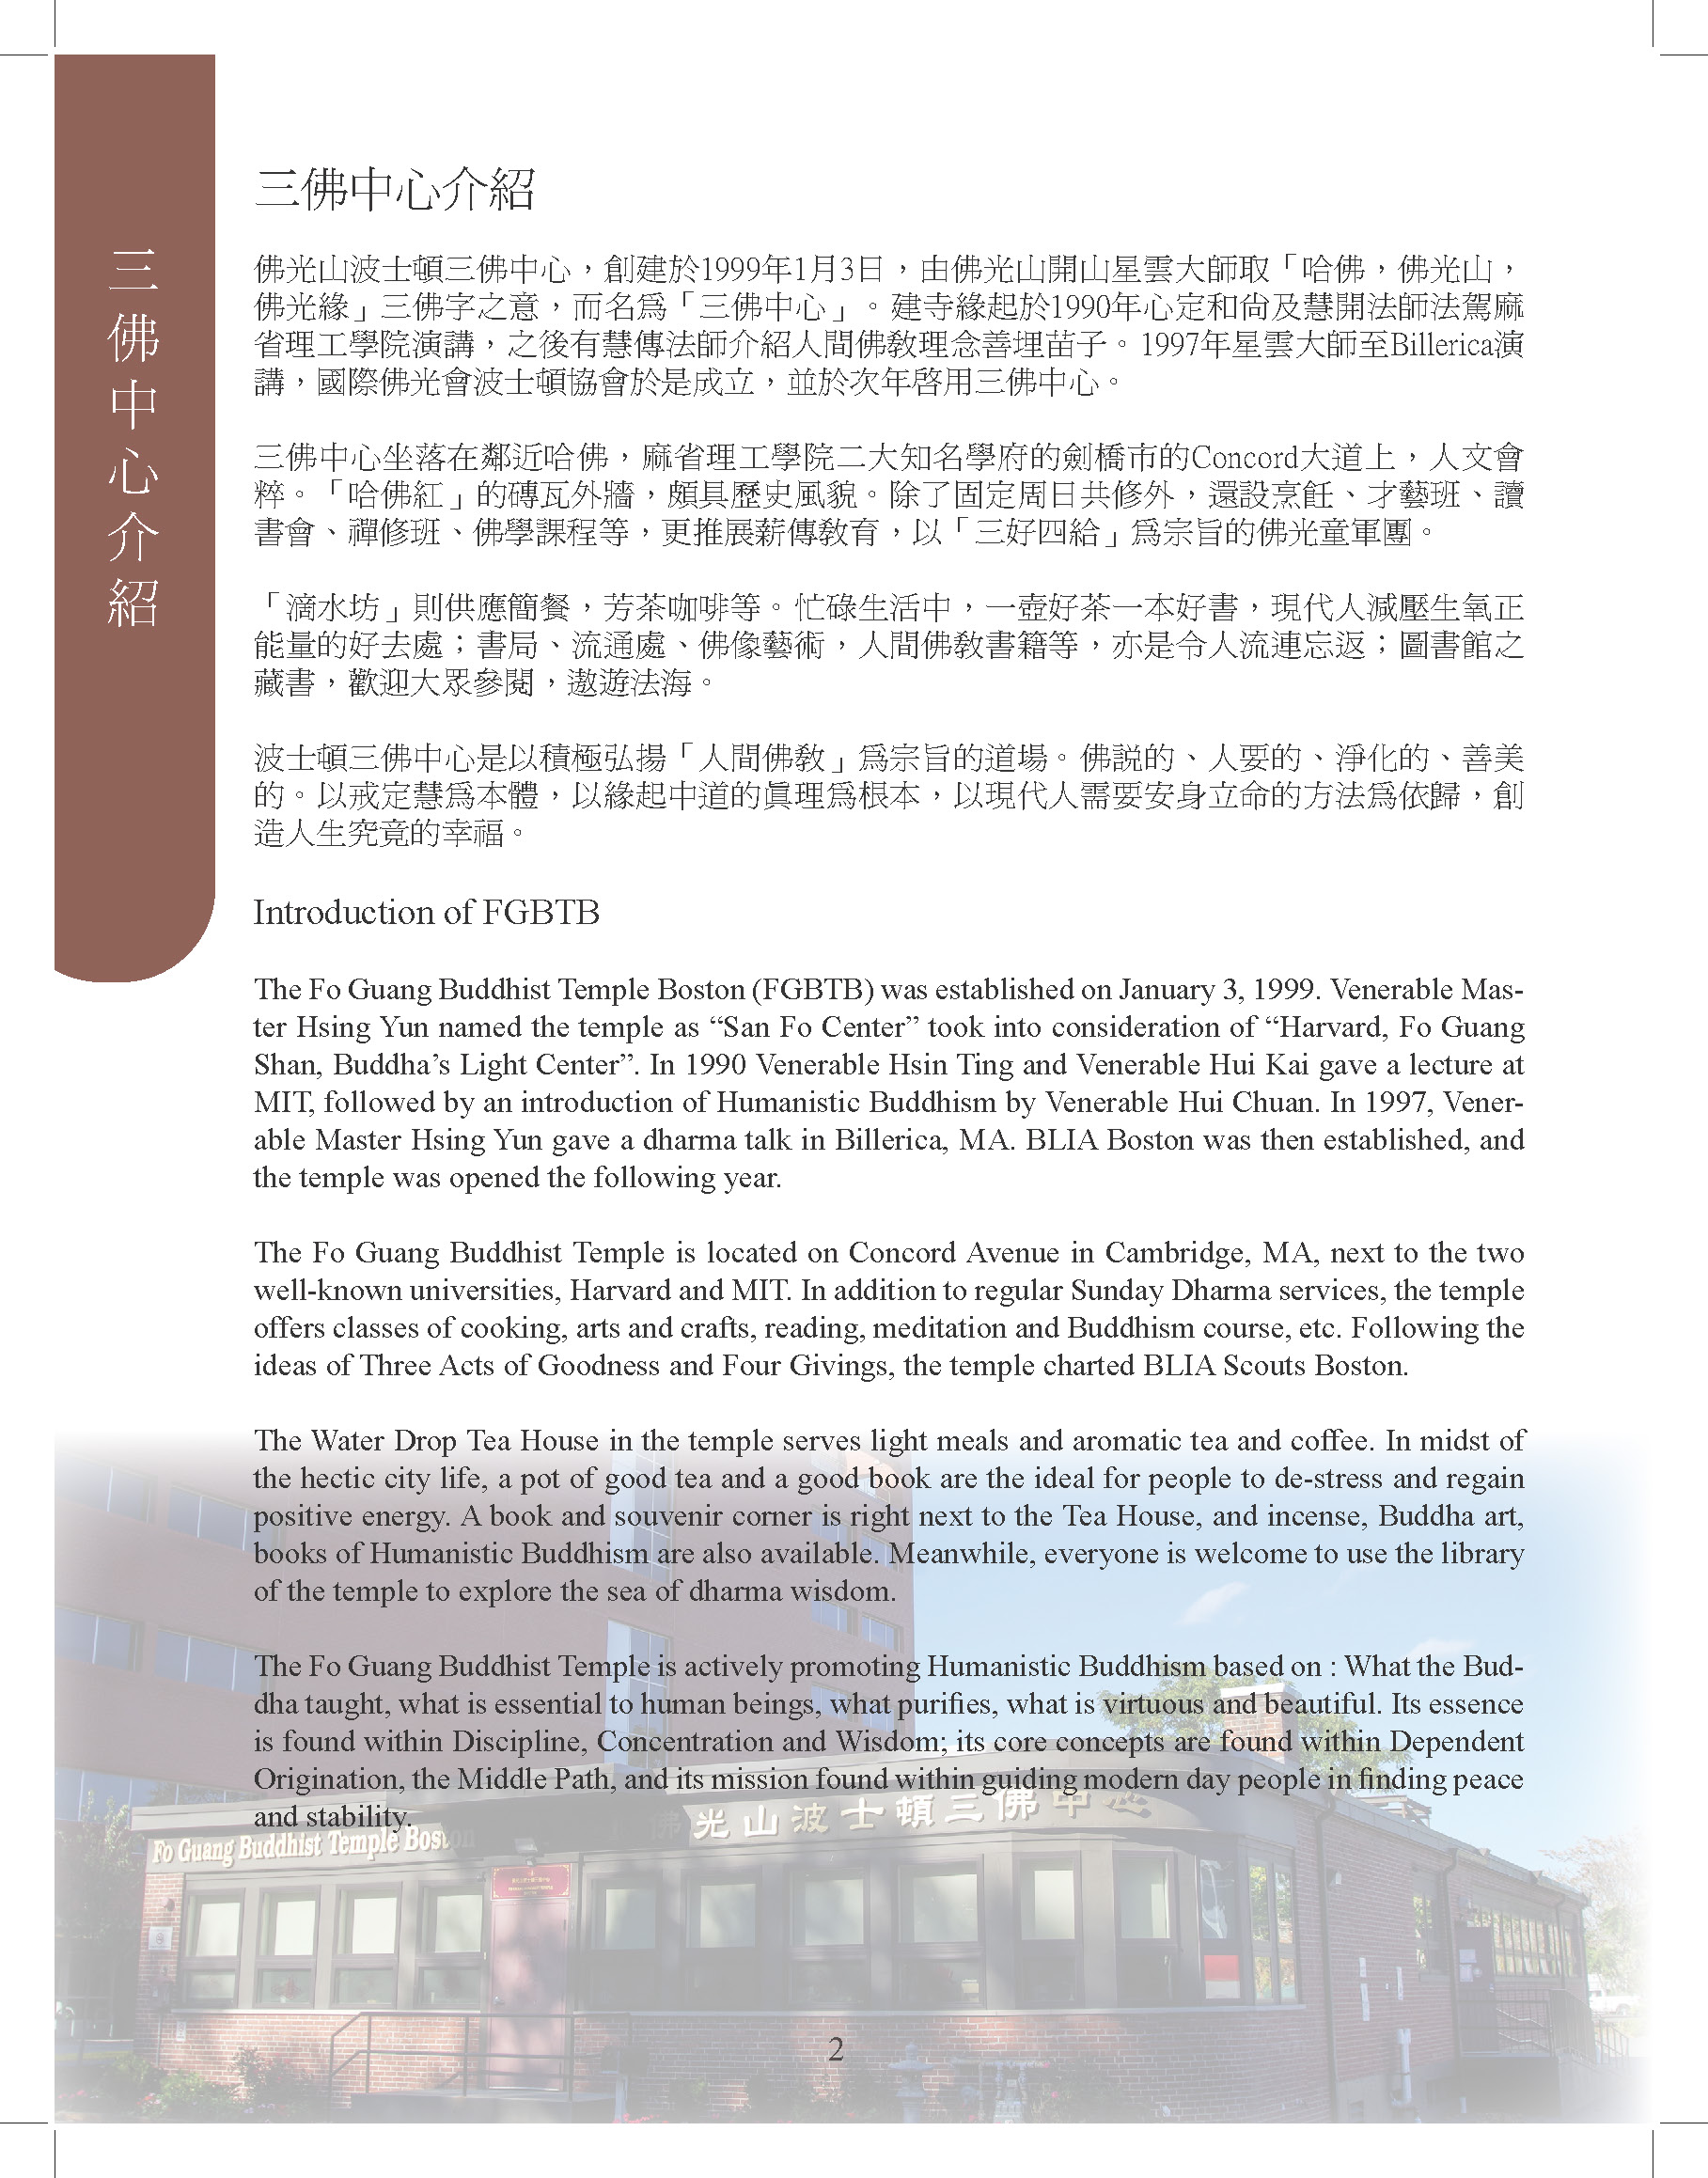 三佛中心介紹
三佛中心介紹
佛光山波士頓三佛中心，創建於1999年1月3日，由佛光山開山星雲大師取「哈佛，佛光山，
佛光緣」三佛字之意，而名為「三佛中心」。建寺緣起於1990年心定和尚及慧開法師法駕麻
省理工學院演講，之後有慧傳法師介紹人間佛教理念善埋苗子。1997年星雲大師至Billerica演
講，國際佛光會波士頓協會於是成立，並於次年啓用三佛中心。
三佛中心坐落在鄰近哈佛，麻省理工學院二大知名學府的劍橋市的Concord大道上，人文會
粹。「哈佛紅」的磚瓦外牆，頗具歷史風貌。除了固定周日共修外，還設烹飪、才藝班、讀
書會、禪修班、佛學課程等，更推展薪傳教育，以「三好四給」為宗旨的佛光童軍團。
「滴水坊」則供應簡餐，芳茶咖啡等。忙碌生活中，一壺好茶一本好書，現代人減壓生氧正
能量的好去處；書局、流通處、佛像藝術，人間佛教書籍等，亦是令人流連忘返；圖書館之
藏書，歡迎大眾參閱，遨遊法海。
波士頓三佛中心是以積極弘揚「人間佛教」為宗旨的道場。佛説的、人要的、淨化的、善美
的。以戒定慧為本體，以緣起中道的真理為根本，以現代人需要安身立命的方法為依歸，創
造人生究竟的幸福。
Introduction of FGBTB
The Fo Guang Buddhist Temple Boston (FGBTB) was established on January 3, 1999. Venerable Mas-
ter Hsing Yun named the temple as “San Fo Center” took into consideration of “Harvard, Fo Guang
Shan, Buddha’s Light Center”. In 1990 Venerable Hsin Ting and Venerable Hui Kai gave a lecture at
MIT, followed by an introduction of Humanistic Buddhism by Venerable Hui Chuan. In 1997, Vener-
able Master Hsing Yun gave a dharma talk in Billerica, MA. BLIA Boston was then established, and
the temple was opened the following year.
The Fo Guang Buddhist Temple is located on Concord Avenue in Cambridge, MA, next to the two
well-known universities, Harvard and MIT. In addition to regular Sunday Dharma services, the temple
offers classes of cooking, arts and crafts, reading, meditation and Buddhism course, etc. Following the
ideas of Three Acts of Goodness and Four Givings, the temple charted BLIA Scouts Boston.
The Water Drop Tea House in the temple serves light meals and aromatic tea and coffee. In midst of
the hectic city life, a pot of good tea and a good book are the ideal for people to de-stress and regain
positive energy. A book and souvenir corner is right next to the Tea House, and incense, Buddha art,
books of Humanistic Buddhism are also available. Meanwhile, everyone is welcome to use the library
of the temple to explore the sea of dharma wisdom.
The Fo Guang Buddhist Temple is actively promoting Humanistic Buddhism based on : What the Bud-
dha taught, what is essential to human beings, what purifies, what is virtuous and beautiful. Its essence
is found within Discipline, Concentration and Wisdom; its core concepts are found within Dependent
Origination, the Middle Path, and its mission found within guiding modern day people in finding peace
and stability.
佛光山波士頓三佛中心
Fo Guang Buddhist Temple Boston
2